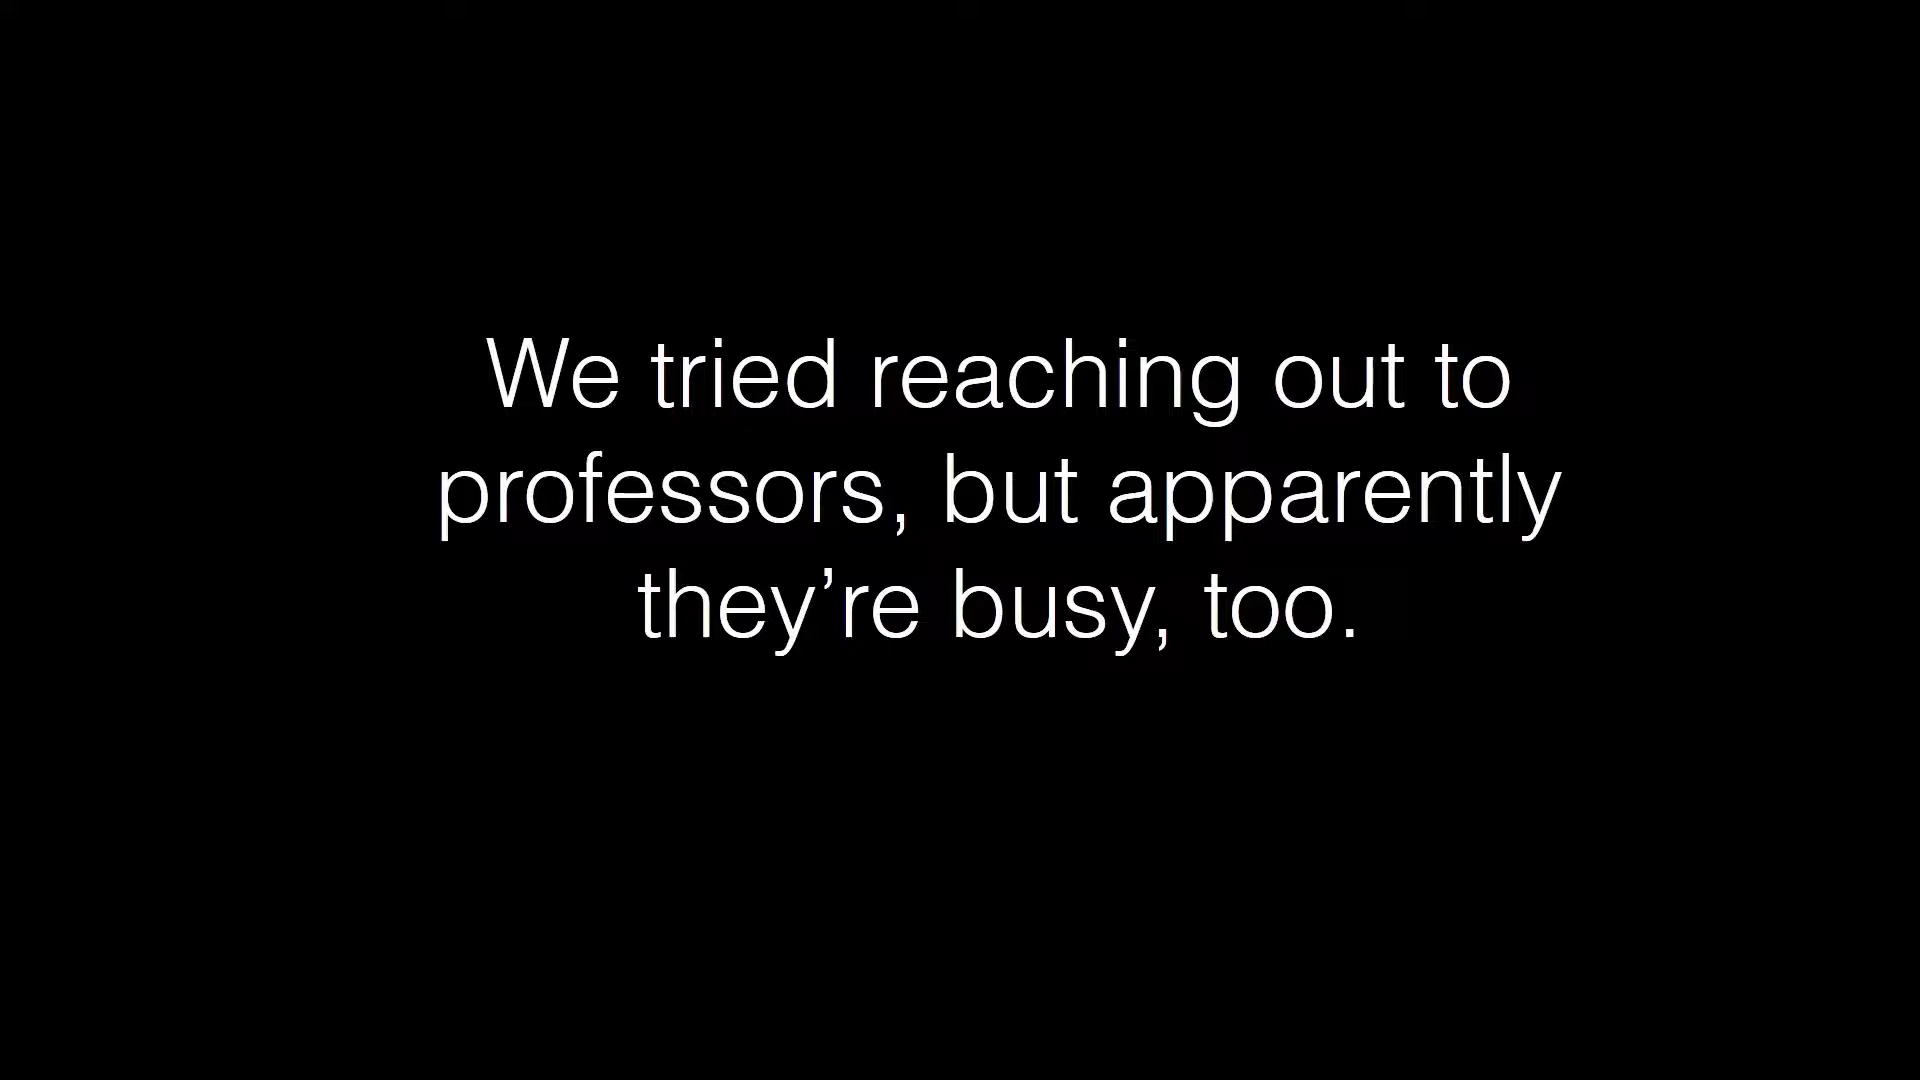 We tried reaching out to
professors, but apparently
they’re busy, too.